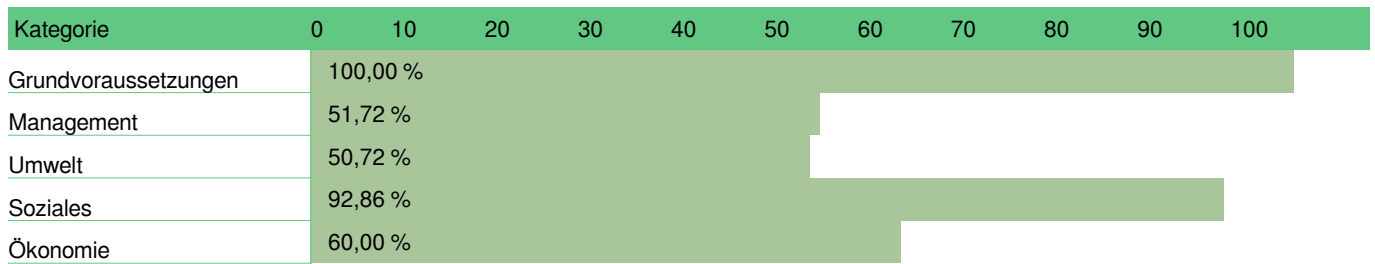 Kategorie 0 10 20 30 40 50 60 70 80 90 100
Grundvoraussetzungen 100,00 %
Management 51,72 %
Umwelt 50,72 %
Soziales 92,86 %
Ökonomie 60,00 %